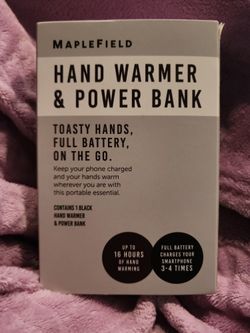 MAPLEFIELD
HAND WARMER
& POWER BANK
TOASTY HANDS,
FULL BATTERY,
ON THE GO.
Keep your phone charged
and your hands warm
wherever you are with
this portable essential.
CONTAINS 1 BLACK
HAND WARMER
& POWER BANK
UP TO
16 HOURS
OF HAND
WARMING
FULL BATTERY
CHARGES YOUR
SMARTPHONE
3-4 TIMES